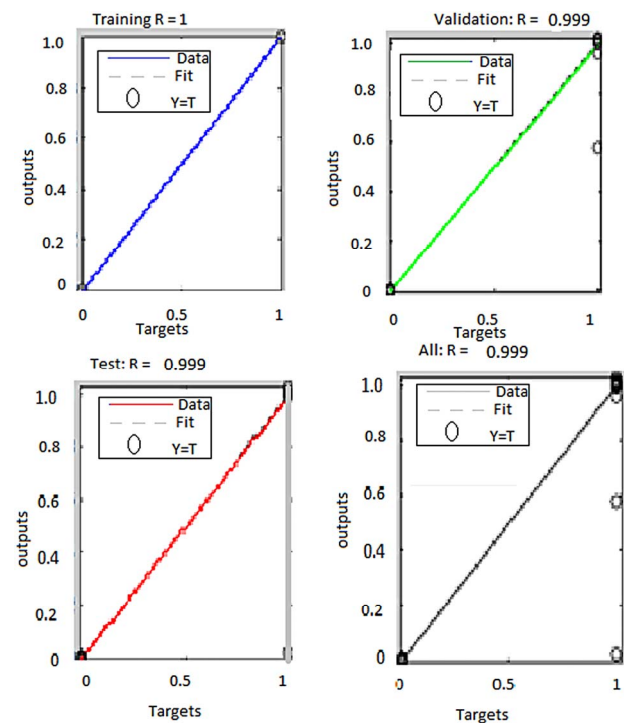 Training R = 1
1.0
Data
Fit
Y=T
0.8
0.6
outputs
0.4
0.2
0
0
0.5
1
Targets
Validation: R = 0.999
1.0
Data
Fit
Y=T
0.8
0.6
outputs
0.4
0.2
0
0
0.5
1
Targets
Test: R = 0.999
1.0
Data
Fit
Y=T
0.8
0.6
outputs
0.4
0.2
0
0
0.5
1
Targets
All: R = 0.999
1.0
Data
Fit
Y=T
0.8
0.6
outputs
0.4
0.2
0
0
0.5
1
Targets